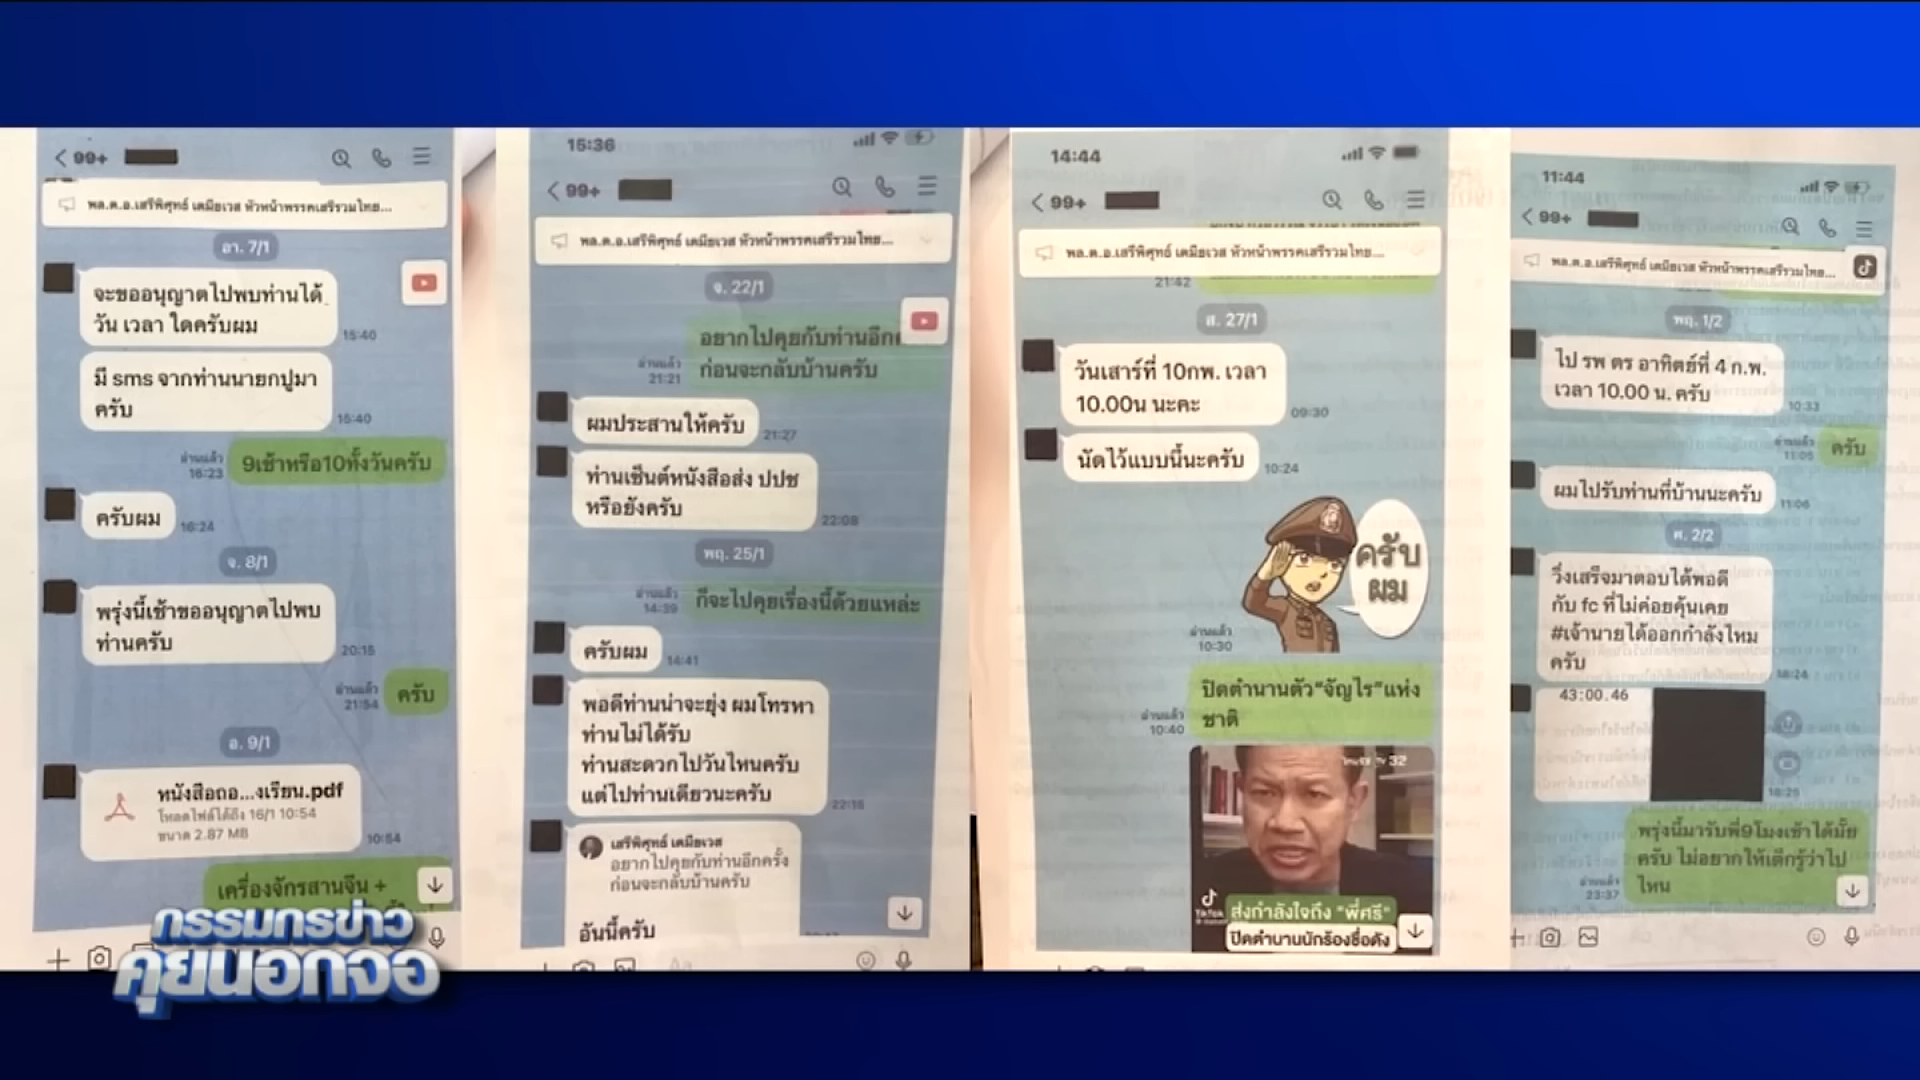 99+
พล.ต.อ.เสรีพิศุทธ์ เตมียเวส หัวหน้าพรรคเสรีรวมไทย...
อา. 7/1
จะขออนุญาตไปพบท่านได้
วัน เวลา ใดครับผม
15:40
มี sms จากท่านนายกปูมา
ครับ
15:40
9เช้าหรือ10ทั้งวันครับ
อ่านแล้ว
16:23
ครับผม
16:24
จ. 8/1
พรุ่งนี้เช้าขออนุญาตไปพบ
ท่านครับ
20:15
ครับ
อ่านแล้ว
21:54
อ. 9/1
หนังสือถอ...งเรียน.pdf
โหลดไฟล์ได้ถึง 16/1 10:54
ขนาด 2.87 MB
10:54
เครื่องจักรสานจีน +
15:36
99+
พล.ต.อ.เสรีพิศุทธ์ เตมียเวส หัวหน้าพรรคเสรีรวมไทย...
จ. 22/1
อยากไปคุยกับท่านอีก
ก่อนจะกลับบ้านครับ
อ่านแล้ว
21:21
ผมประสานให้ครับ
21:27
ท่านเซ็นต์หนังสือส่ง ปปช
หรือยังครับ
22:08
พฤ. 25/1
ก็จะไปคุยเรื่องนี้ด้วยแหล่ะ
อ่านแล้ว
14:39
ครับผม
14:41
พอดีท่านน่าจะยุ่ง ผมโทรหา
ท่านไม่ได้รับ
ท่านสะดวกไปวันไหนครับ
แต่ไปท่านเดียวนะครับ
22:16
เสรีพิศุทธ์ เตมียเวส
อยากไปคุยกับท่านอีกครั้ง
ก่อนจะกลับบ้านครับ
อันนี้ครับ
14:44
99+
พล.ต.อ.เสรีพิศุทธ์ เตมียเวส หัวหน้าพรรคเสรีรวมไทย...
21:42
ส. 27/1
วันเสาร์ที่ 10กพ. เวลา
10.00น นะคะ
09:30
นัดไว้แบบนี้นะครับ
10:24
ครับ
ผม
อ่านแล้ว
10:30
ปิดตำนานตัว"จัญไร"แห่ง
ชาติ
อ่านแล้ว
10:40
32
TikTok
ส่งกำลังใจถึง "พี่ศรี"
ปิดตำนานนักร้องชื่อดัง
11:44
99+
พล.ต.อ.เสรีพิศุทธ์ เตมียเวส หัวหน้าพรรคเสรีรวมไทย...
พฤ. 1/2
ไป รพ ตร อาทิตย์ที่ 4 ก.พ.
เวลา 10.00 น. ครับ
10:33
ครับ
อ่านแล้ว
11:05
ผมไปรับท่านที่บ้านนะครับ
11:06
ศ. 2/2
วิ่งเสร็จมาตอบได้พอดี
กับ fc ที่ไม่ค่อยคุ้นเคย
#เจ้านายได้ออกกำลังไหม
ครับ
18:24
43:00.46
18:25
พรุ่งนี้มารับพี่9โมงเช้าได้มั้ย
ครับ ไม่อยากให้เด็กรู้ว่าไป
ไหน
อ่านแล้ว
23:37
กรรมกรข่าว
คุยนอกจอ